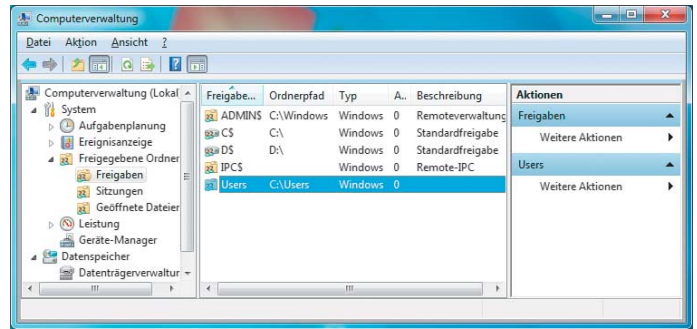 Computerverwaltung
Datei Aktion Ansicht ?
Computerverwaltung (Lokal
System
Aufgabenplanung
Ereignisanzeige
Freigegebene Ordner
Freigaben
Sitzungen
Geöffnete Dateier
Leistung
Geräte-Manager
Datenspeicher
Datenträgerverwaltur
Freigabe... Ordnerpfad Typ A.. Beschreibung
ADMIN$ C:\Windows Windows 0 Remoteverwaltung
C$ C:\ Windows 0 Standardfreigabe
D$ D:\ Windows 0 Standardfreigabe
IPC$ Windows 0 Remote-IPC
Users C:\Users Windows 0
Aktionen
Freigaben
Weitere Aktionen
Users
Weitere Aktionen